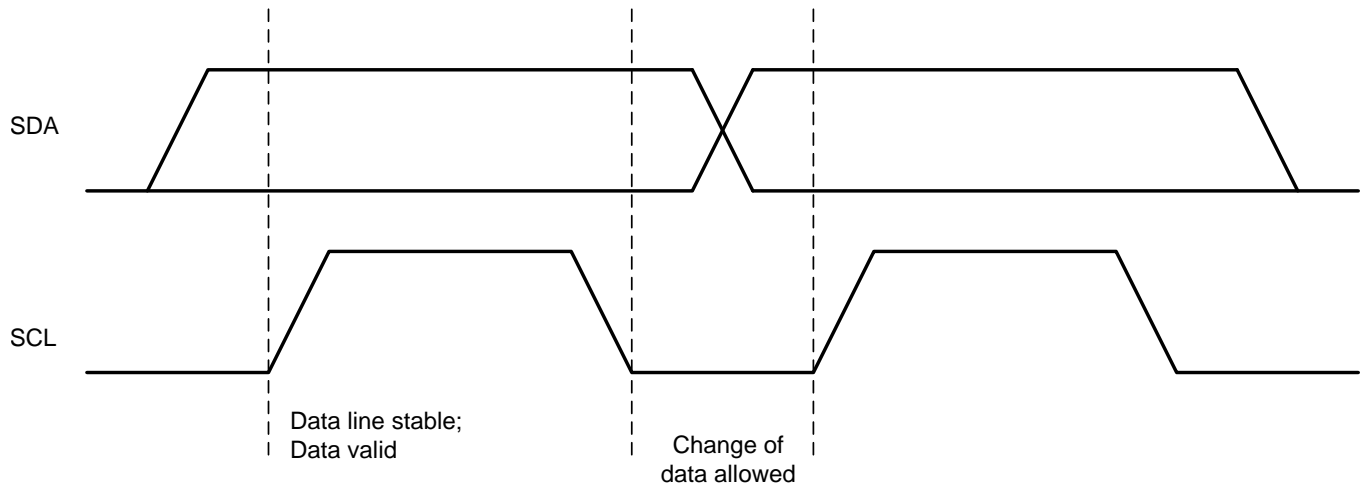 SDA
SCL
Data line stable;
Data valid
Change of
data allowed